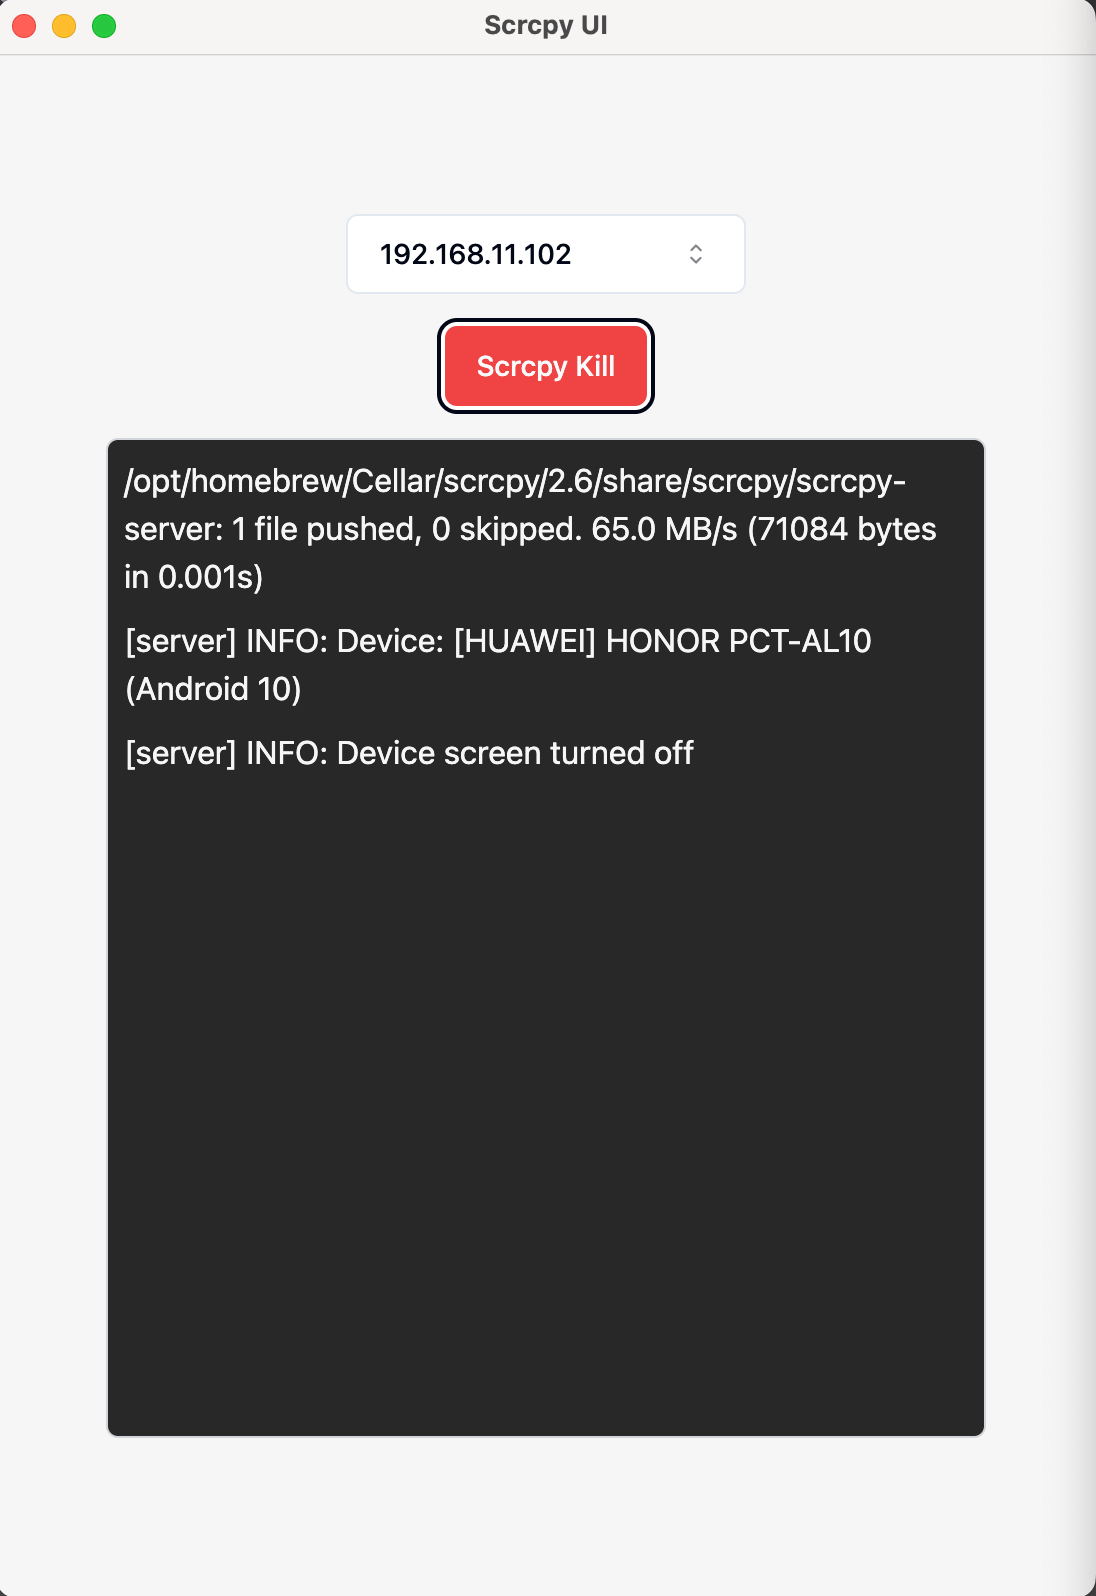 Scrcpy UI
192.168.11.102
Scrcpy Kill
/opt/homebrew/Cellar/scrcpy/2.6/share/scrcpy/scrcpy-
server: 1 file pushed, 0 skipped. 65.0 MB/s (71084 bytes
in 0.001s)
[server] INFO: Device: [HUAWEI] HONOR PCT-AL10
(Android 10)
[server] INFO: Device screen turned off